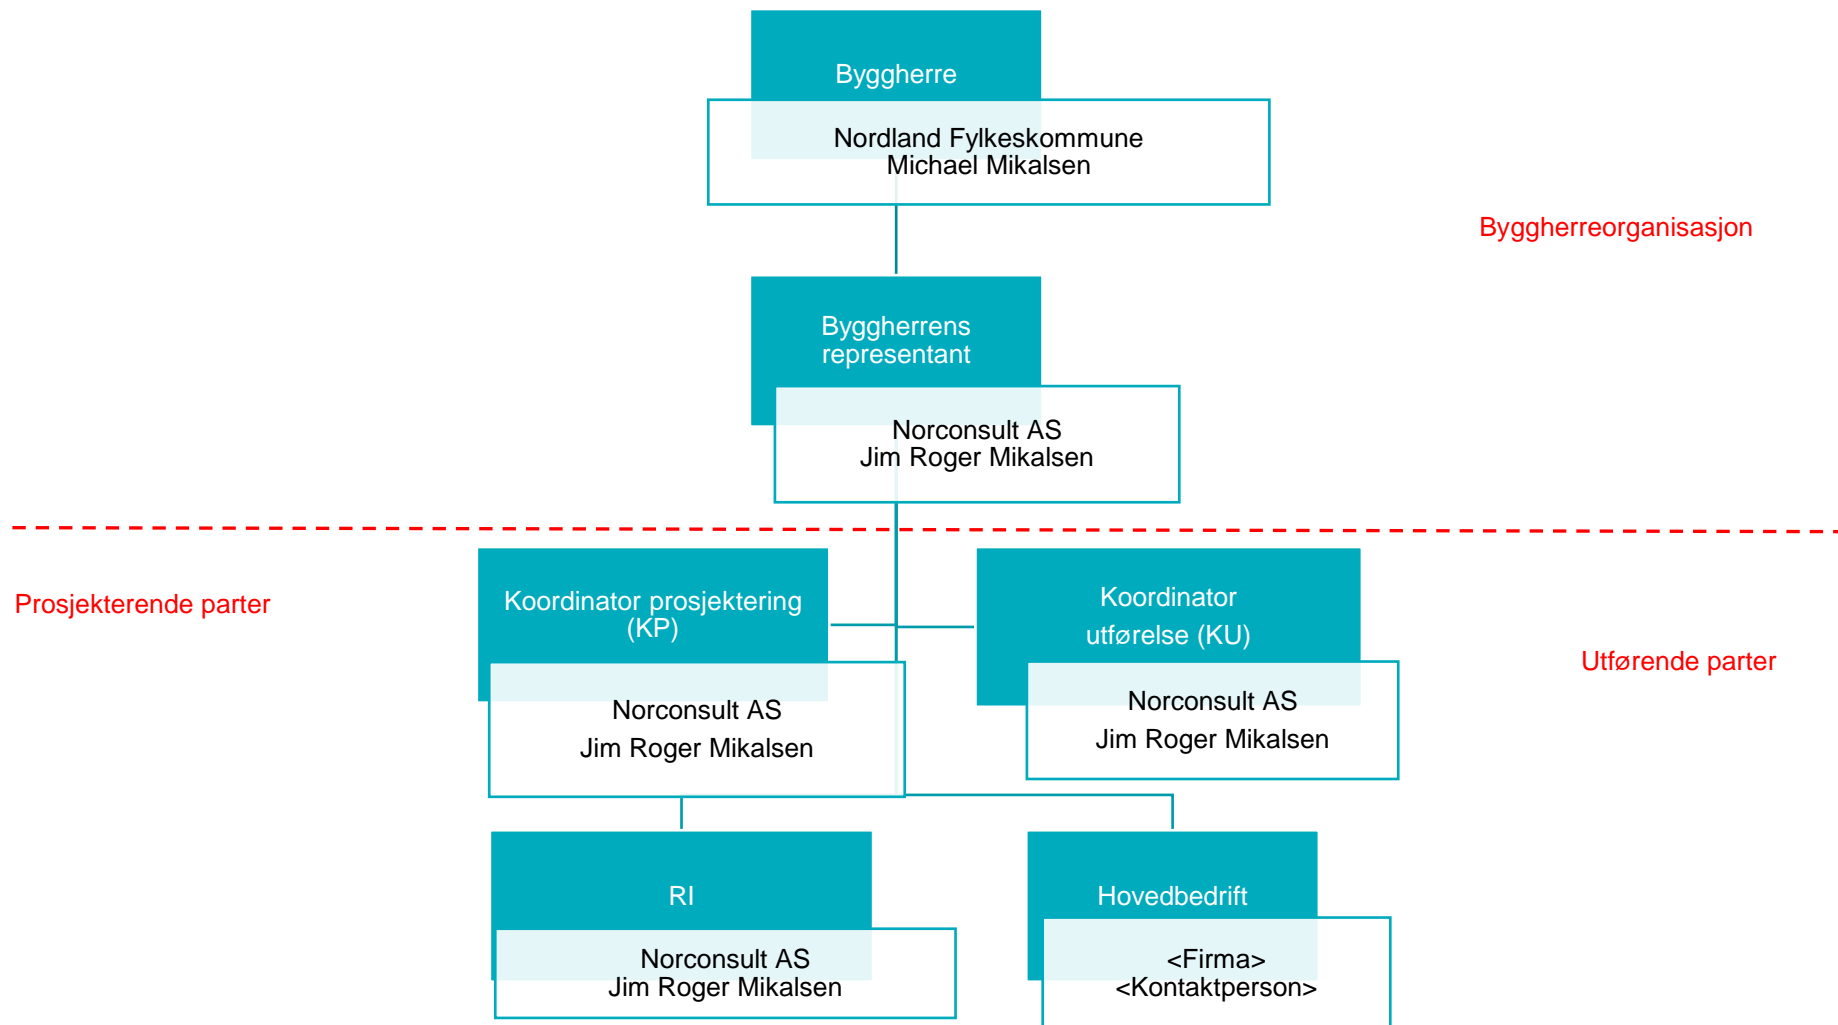 Byggherre
Nordland Fylkeskommune
Michael Mikalsen
Byggherreorganisasjon
Byggherrens
representant
Norconsult AS
Jim Roger Mikalsen
Prosjekterende parter
Koordinator prosjektering
(KP)
Norconsult AS
Jim Roger Mikalsen
Koordinator
utførelse (KU)
Norconsult AS
Jim Roger Mikalsen
Utførende parter
RI
Norconsult AS
Jim Roger Mikalsen
Hovedbedrift
<Firma>
<Kontaktperson>